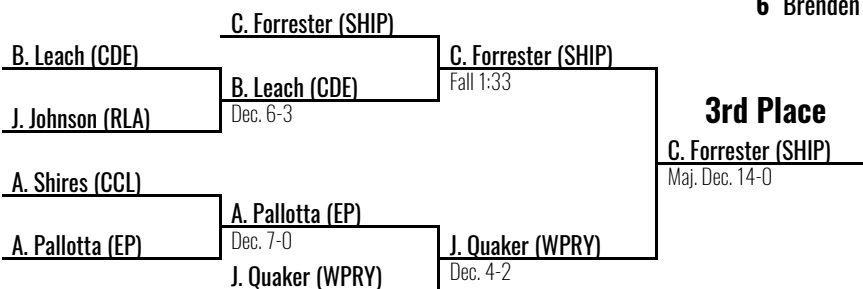 6 Brenden
C. Forrester (SHIP)
B. Leach (CDE)
C. Forrester (SHIP)
Fall 1:33
B. Leach (CDE)
Dec. 6-3
J. Johnson (RLA)
3rd Place
C. Forrester (SHIP)
Maj. Dec. 14-0
A. Shires (CCL)
A. Pallotta (EP)
Dec. 7-0
A. Pallotta (EP)
J. Quaker (WPRY)
Dec. 4-2
J. Quaker (WPRY)